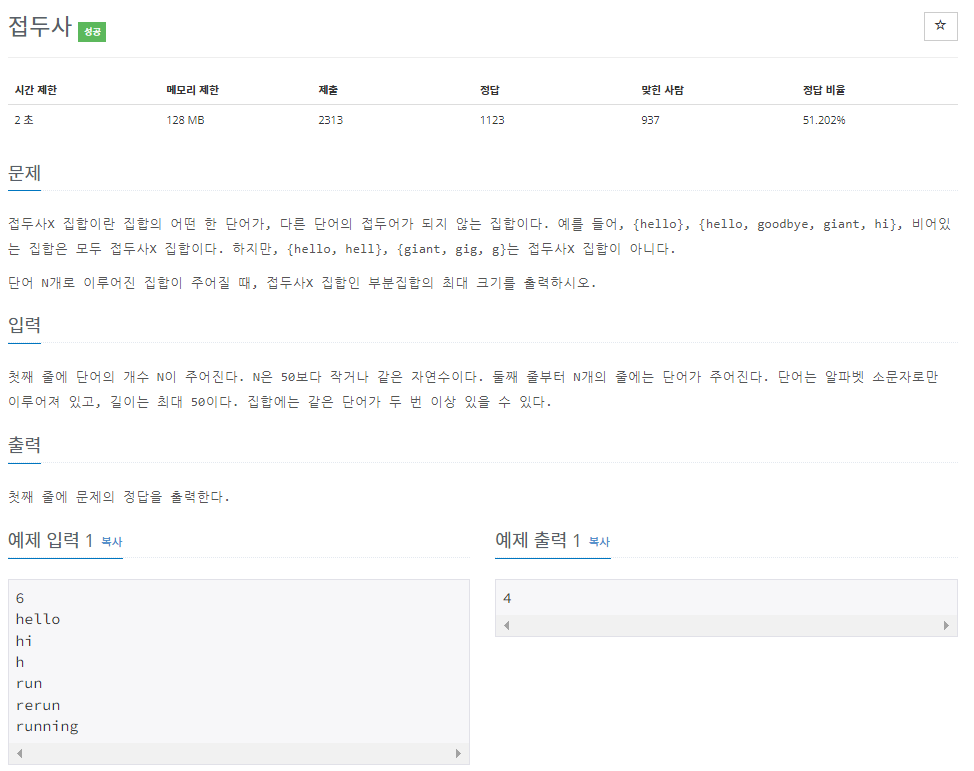 접두사 성공
☆
시간 제한 메모리 제한 제출 정답 맞힌 사람 정답 비율
2 초 128 MB 2313 1123 937 51.202%
문제
접두사X 집합이란 집합의 어떤 한 단어가, 다른 단어의 접두어가 되지 않는 집합이다. 예를 들어, {hello}, {hello, goodbye, giant, hi}, 비어있
는 집합은 모두 접두사X 집합이다. 하지만, {hello, hell}, {giant, gig, g}는 접두사X 집합이 아니다.
단어 N개로 이루어진 집합이 주어질 때, 접두사X 집합인 부분집합의 최대 크기를 출력하시오.
입력
첫째 줄에 단어의 개수 N이 주어진다. N은 50보다 작거나 같은 자연수이다. 둘째 줄부터 N개의 줄에는 단어가 주어진다. 단어는 알파벳 소문자로만
이루어져 있고, 길이는 최대 50이다. 집합에는 같은 단어가 두 번 이상 있을 수 있다.
출력
첫째 줄에 문제의 정답을 출력한다.
예제 입력 1 복사
6
hello
hi
h
run
rerun
running
예제 출력 1 복사
4